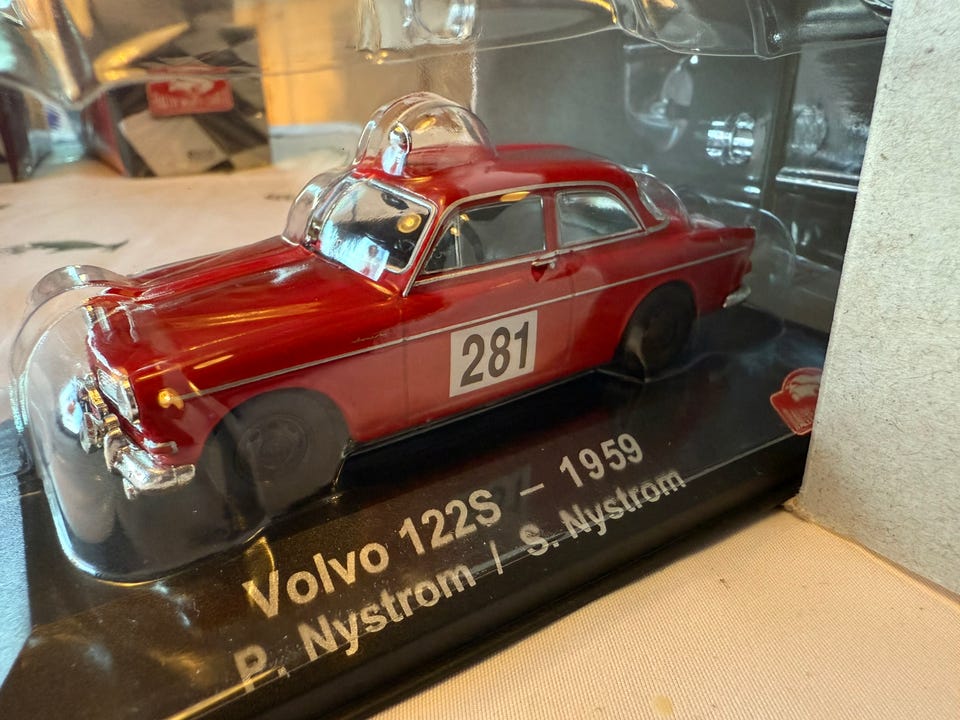 281
Volvo 122S – 1959
P. Nystrom / S. Nystrom